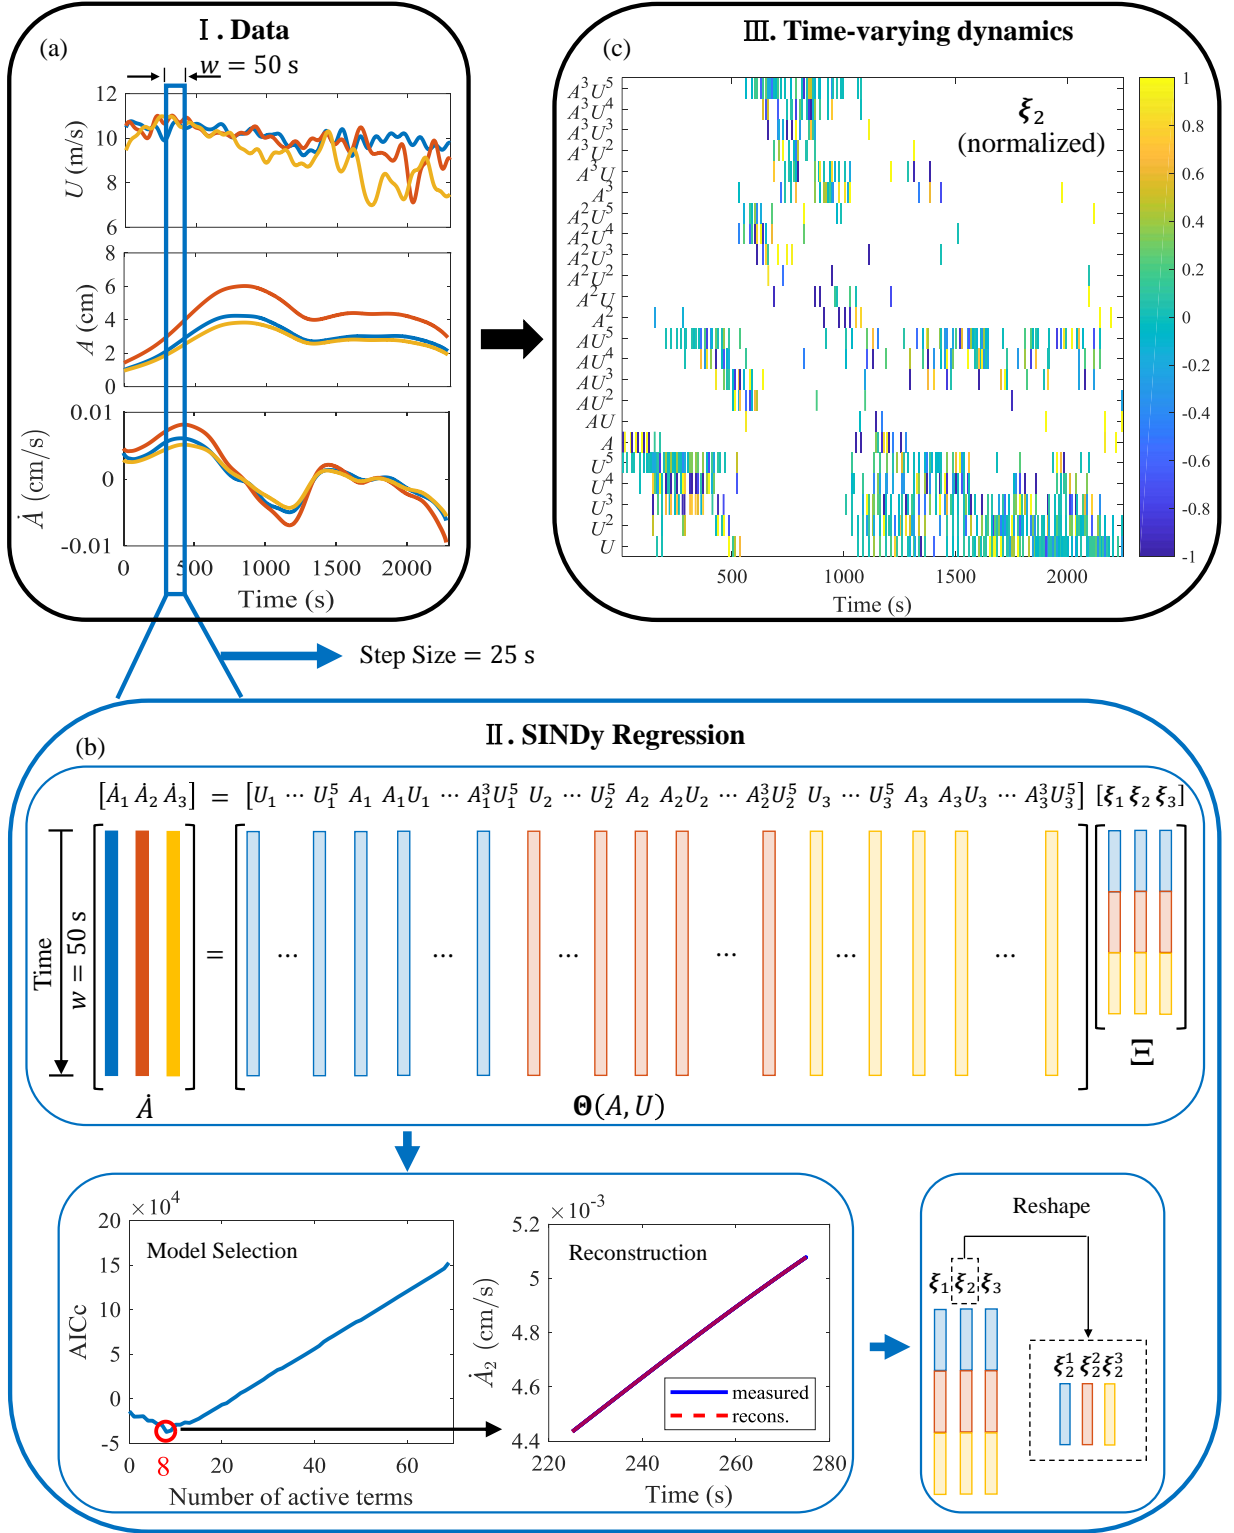 Ⅰ. Data
(a)
w = 50 s
12
10
8
6
U (m/s)
8
6
4
2
0
A (cm)
0.01
0
-0.01
Ȧ (cm/s)
0 500 1000 1500 2000
Time (s)
Step Size = 25 s
Ⅲ. Time-varying dynamics
(c)
ξ₂
(normalized)
A³U⁵
A³U⁴
A³U³
A³U²
A³U
A³
A²U⁵
A²U⁴
A²U³
A²U²
A²U
A²
AU⁵
AU⁴
AU³
AU²
AU
A
U⁵
U⁴
U³
U²
U
500 1000 1500 2000
Time (s)
1
0.8
0.6
0.4
0.2
0
-0.2
-0.4
-0.6
-0.8
-1
Ⅱ. SINDy Regression
(b)
[Ȧ₁ Ȧ₂ Ȧ₃] = [U₁ ⋯ U₁⁵ A₁ A₁U₁ ⋯ A₁³U₁⁵ U₂ ⋯ U₂⁵ A₂ A₂U₂ ⋯ A₂³U₂⁵ U₃ ⋯ U₃⁵ A₃ A₃U₃ ⋯ A₃³U₃⁵] [ξ₁ ξ₂ ξ₃]
Time
w = 50 s
= ⋯ ⋯ ⋯ ⋯ ⋯ ⋯
Ȧ
Θ(A, U)
Ξ
×10⁴
20
15
10
5
0
-5
AICc
Model Selection
0 8 20 40 60
Number of active terms
×10⁻³
5.2
5
4.8
4.6
4.4
Ȧ₂ (cm/s)
Reconstruction
measured
recons.
220 240 260 280
Time (s)
Reshape
ξ₁ ξ₂ ξ₃
ξ₂¹ ξ₂² ξ₂³